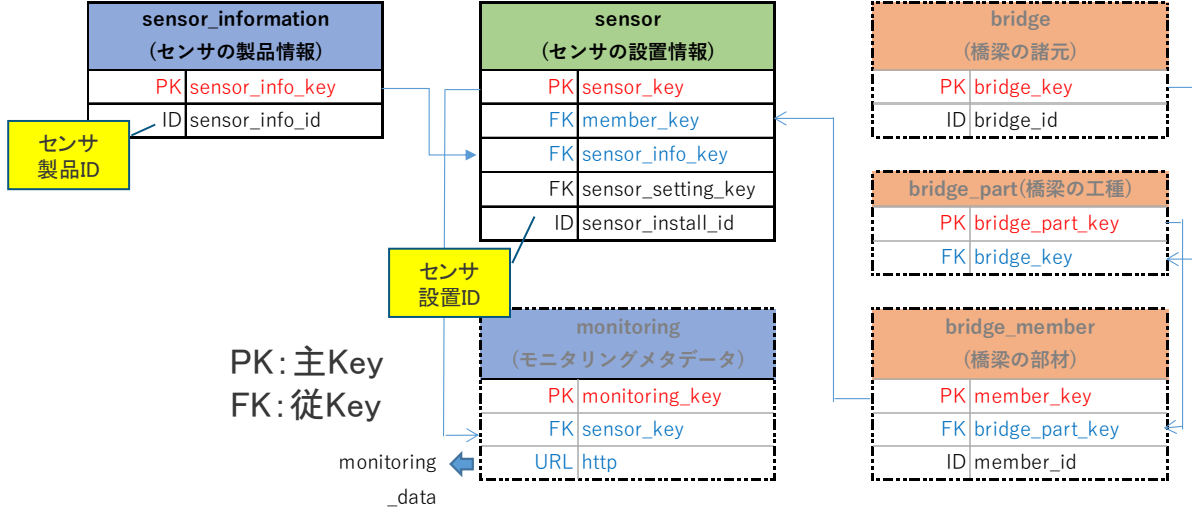 sensor_information
(センサの製品情報)
PK sensor_info_key
ID sensor_info_id
センサ
製品ID
sensor
(センサの設置情報)
PK sensor_key
FK member_key
FK sensor_info_key
FK sensor_setting_key
ID sensor_install_id
センサ
設置ID
monitoring
(モニタリングメタデータ)
PK monitoring_key
FK sensor_key
URL http
monitoring
_data
PK:主Key
FK:従Key
bridge
(橋梁の諸元)
PK bridge_key
ID bridge_id
bridge_part(橋梁の工種)
PK bridge_part_key
FK bridge_key
bridge_member
(橋梁の部材)
PK member_key
FK bridge_part_key
ID member_id